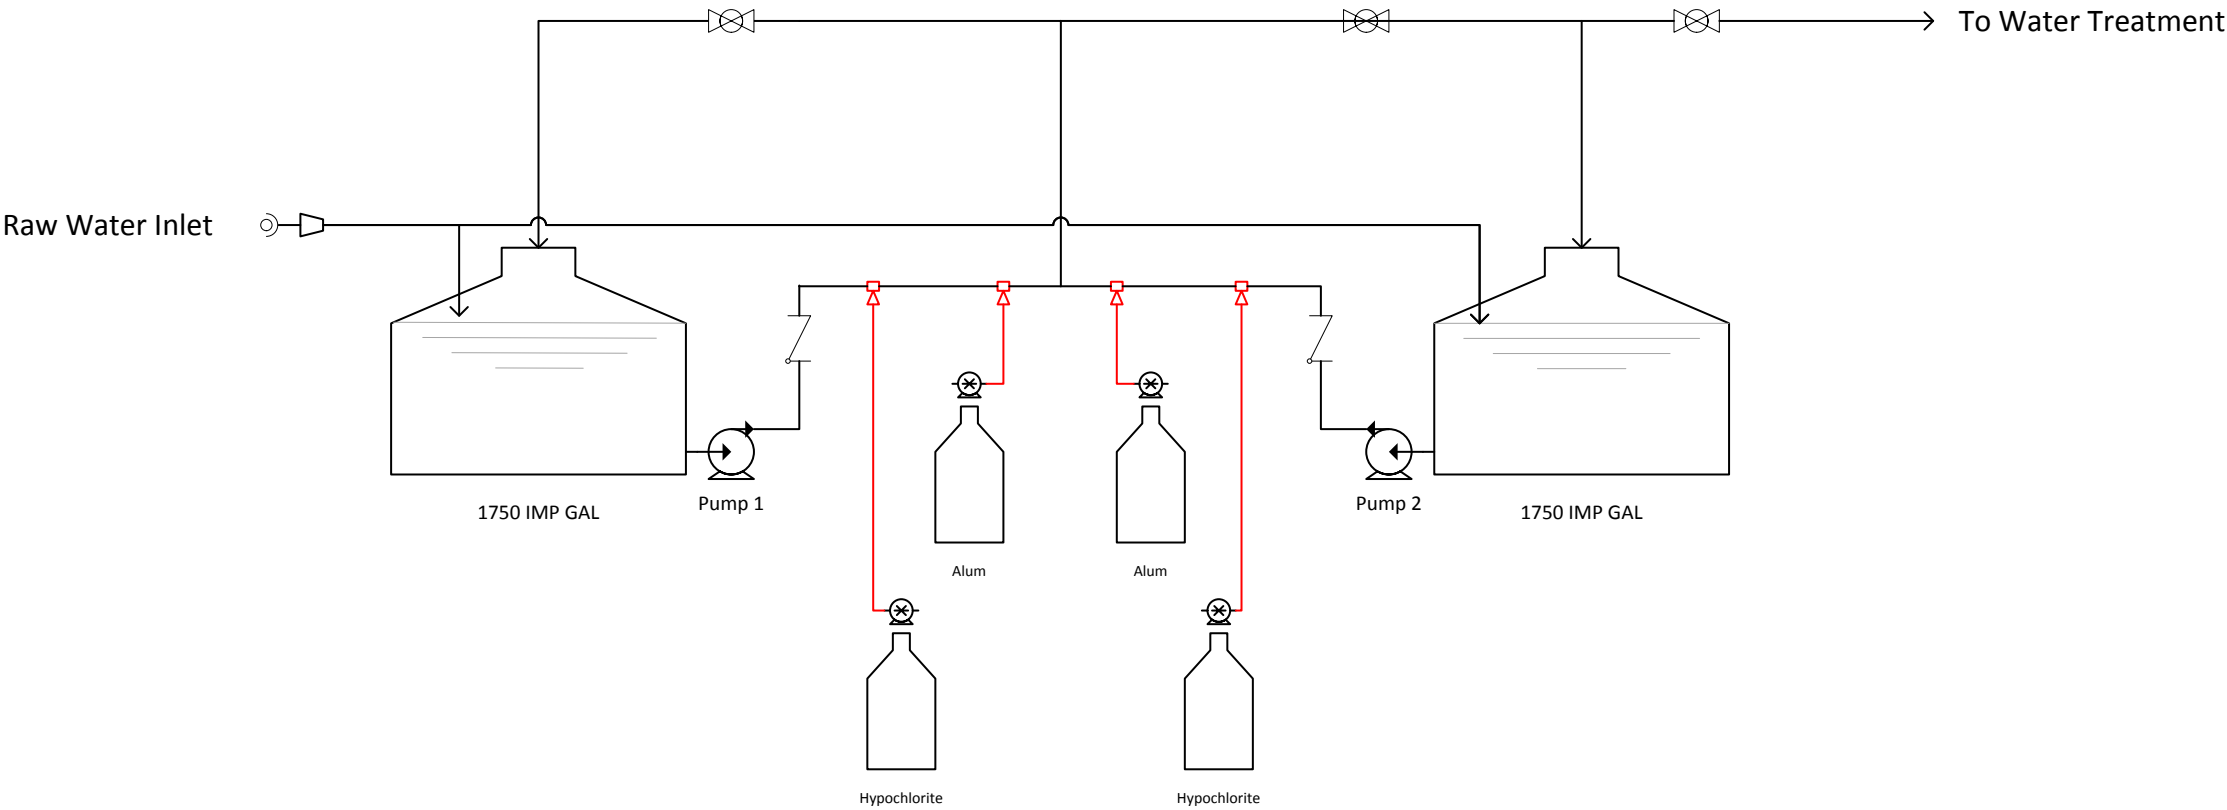 To Water Treatment
Raw Water Inlet
Pump 1
Pump 2
1750 IMP GAL
1750 IMP GAL
Alum
Alum
Hypochlorite
Hypochlorite